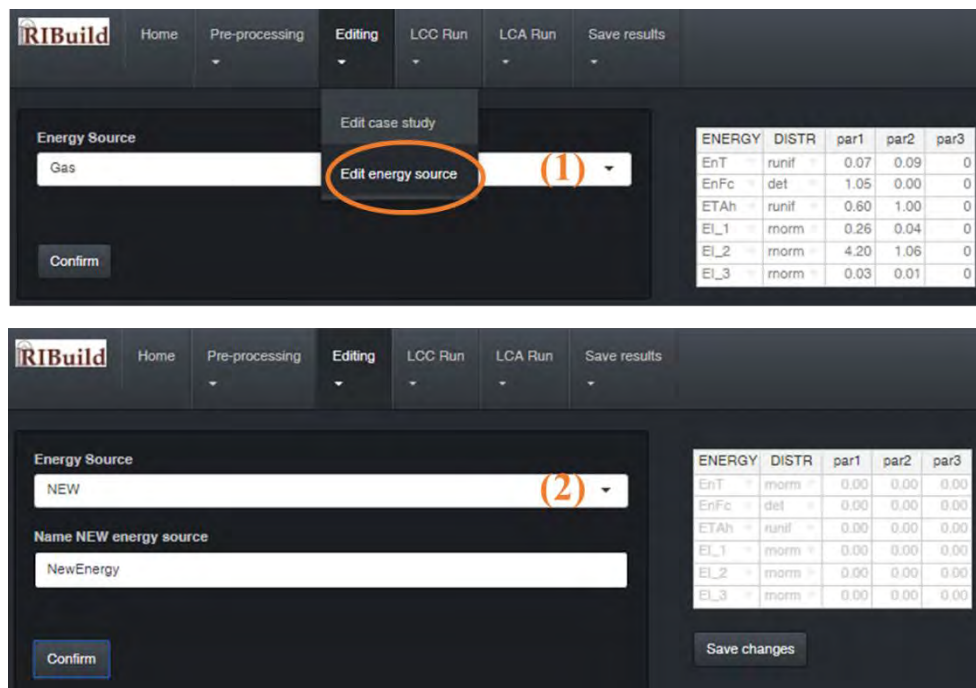 RIBuild Home Pre-processing Editing LCC Run LCA Run Save results
Edit case study
Edit energy source
Energy Source
Gas
(1)
Confirm
ENERGY DISTR par1 par2 par3
EnT runif 0.07 0.09 0
EnFc det 1.05 0.00 0
ETAh runif 0.60 1.00 0
EI_1 rnorm 0.26 0.04 0
EI_2 rnorm 4.20 1.06 0
EI_3 rnorm 0.03 0.01 0
RIBuild Home Pre-processing Editing LCC Run LCA Run Save results
Energy Source
NEW
(2)
Name NEW energy source
NewEnergy
Confirm
ENERGY DISTR par1 par2 par3
EnT rnorm 0.00 0.00 0.00
EnFc det 0.00 0.00 0.00
ETAh runif 0.00 0.00 0.00
EI_1 rnorm 0.00 0.00 0.00
EI_2 rnorm 0.00 0.00 0.00
EI_3 rnorm 0.00 0.00 0.00
Save changes